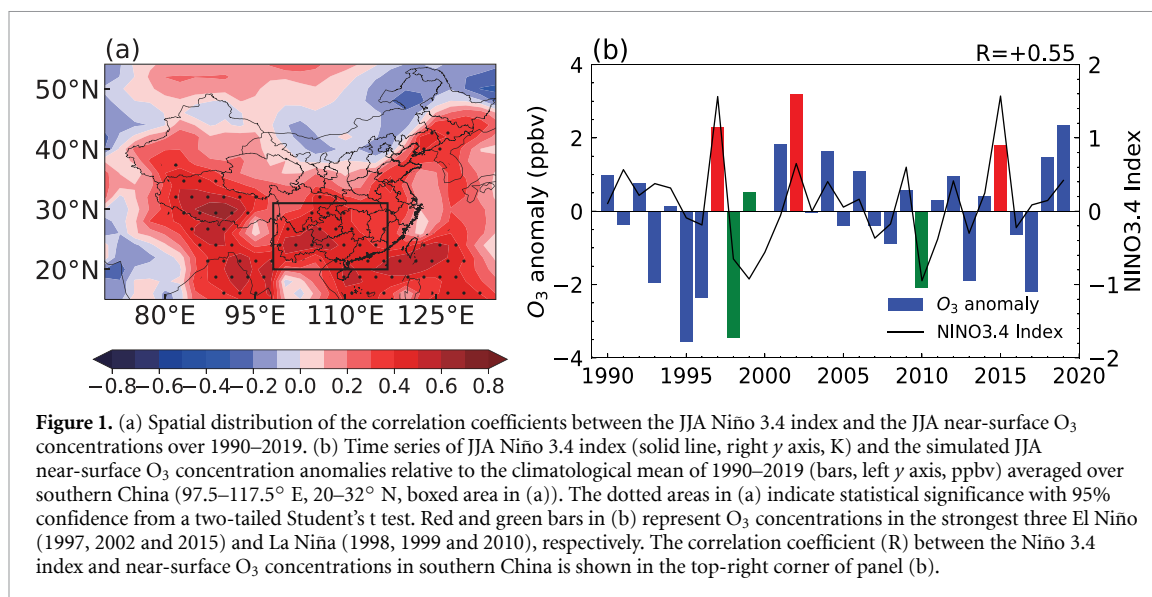 (a)
50°N
40°N
30°N
20°N
80°E 95°E 110°E 125°E
−0.8 −0.6 −0.4 −0.2 0.0 0.2 0.4 0.6 0.8
(b)
R=+0.55
4
2
0
−2
−4
O3 anomaly (ppbv)
2
1
0
−1
−2
NINO3.4 Index
O3 anomaly
NINO3.4 Index
1990 1995 2000 2005 2010 2015 2020
Figure 1. (a) Spatial distribution of the correlation coefficients between the JJA Niño 3.4 index and the JJA near-surface O3
concentrations over 1990–2019. (b) Time series of JJA Niño 3.4 index (solid line, right y axis, K) and the simulated JJA
near-surface O3 concentration anomalies relative to the climatological mean of 1990–2019 (bars, left y axis, ppbv) averaged over
southern China (97.5–117.5° E, 20–32° N, boxed area in (a)). The dotted areas in (a) indicate statistical significance with 95%
confidence from a two-tailed Student's t test. Red and green bars in (b) represent O3 concentrations in the strongest three El Niño
(1997, 2002 and 2015) and La Niña (1998, 1999 and 2010), respectively. The correlation coefficient (R) between the Niño 3.4
index and near-surface O3 concentrations in southern China is shown in the top-right corner of panel (b).